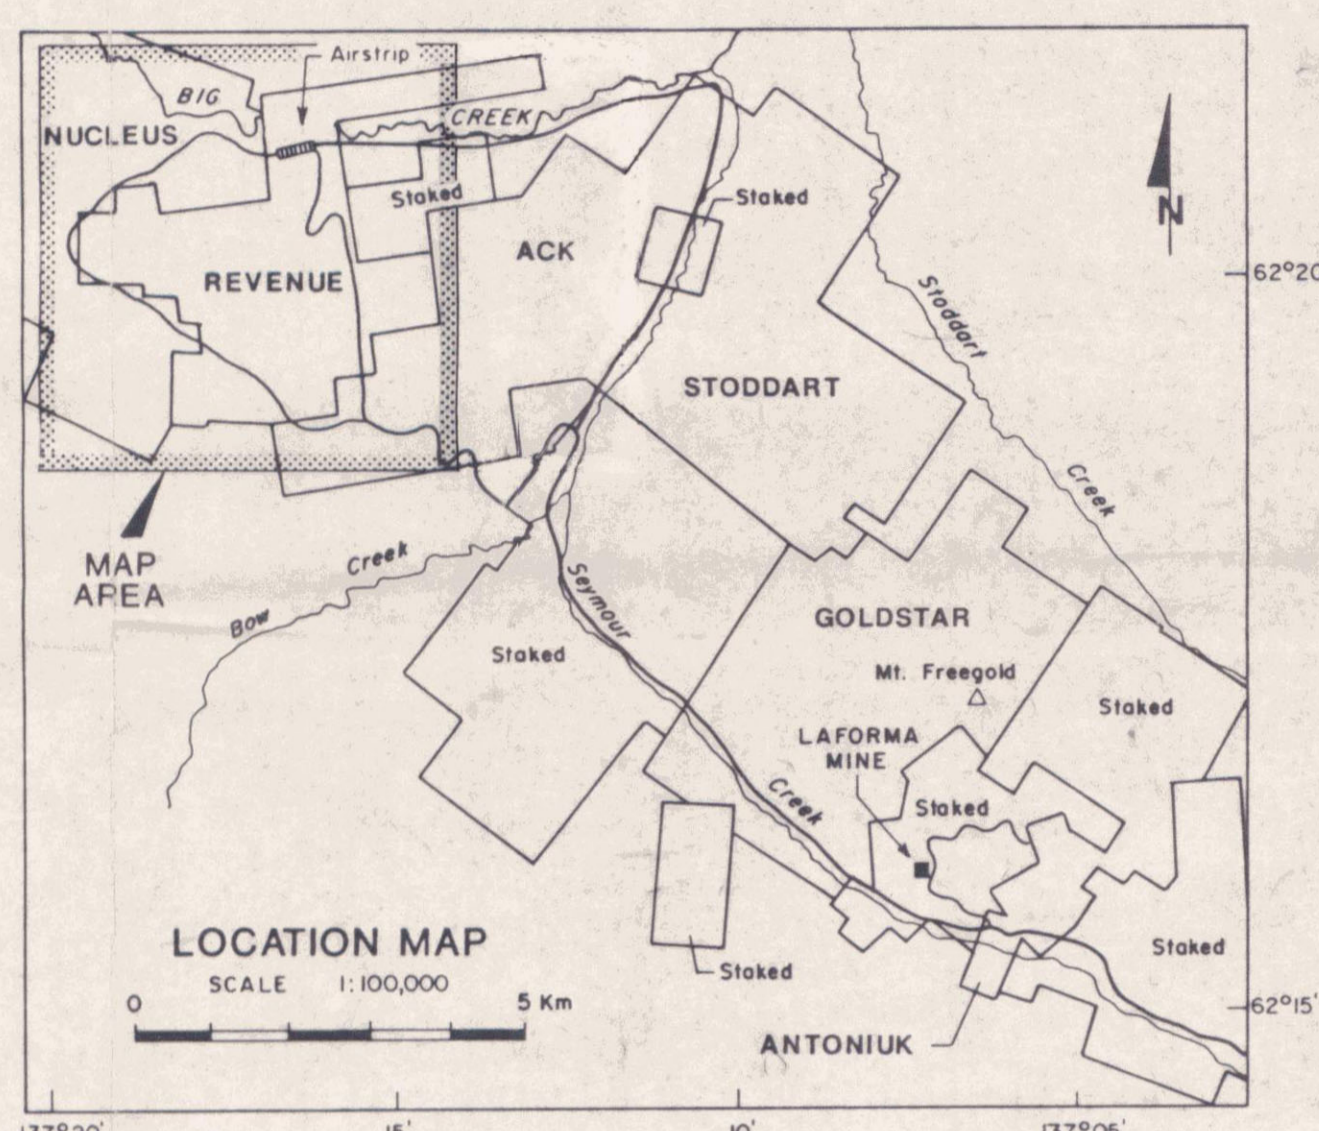 Airstrip
BIG
CREEK
NUCLEUS
Staked
Staked
N
ACK
REVENUE
62°20
Stoddart
STODDART
Creek
MAP
AREA
Creek
Bow
Seymour
GOLDSTAR
Staked
Mt. Freegold
Staked
LAFORMA
MINE
Creek
Staked
LOCATION MAP
SCALE 1:100,000
0 5 Km
Staked
Staked
62°15'
ANTONIUK
15' 10' 137°05'